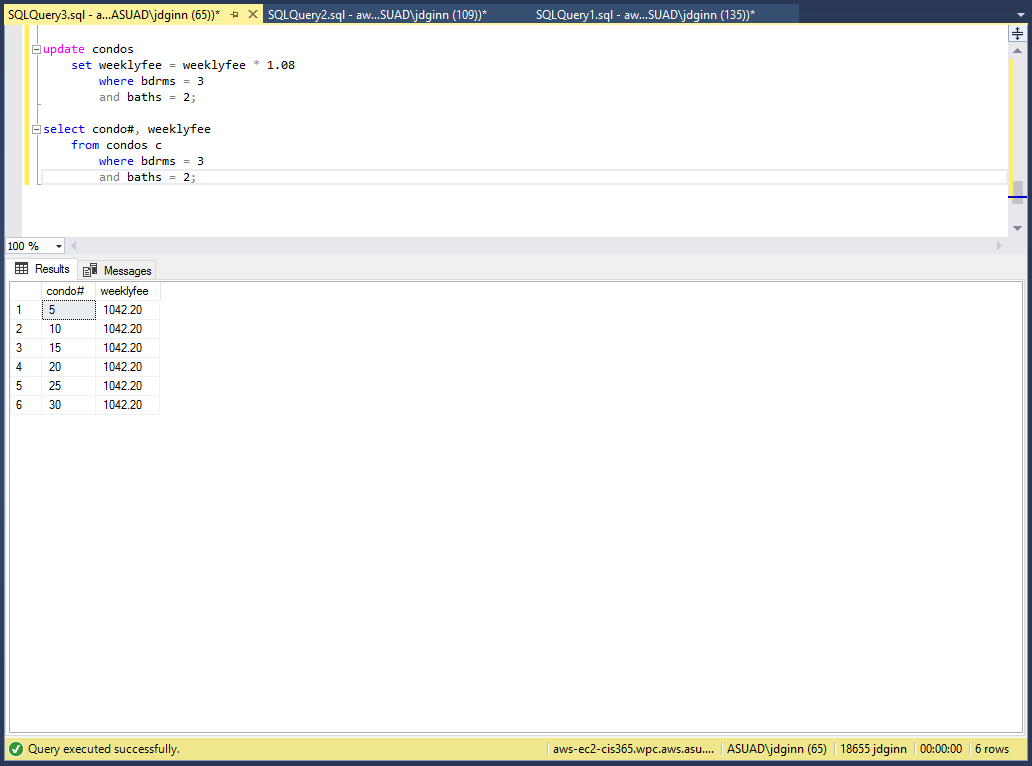 SQLQuery3.sql - a...ASUAD\jdginn (65))* SQLQuery2.sql - aw...SUAD\jdginn (109))* SQLQuery1.sql - aw...SUAD\jdginn (135))*
update condos
set weeklyfee = weeklyfee * 1.08
where bdrms = 3
and baths = 2;
select condo#, weeklyfee
from condos c
where bdrms = 3
and baths = 2;
100 %
Results Messages
condo# weeklyfee
1 5 1042.20
2 10 1042.20
3 15 1042.20
4 20 1042.20
5 25 1042.20
6 30 1042.20
Query executed successfully. aws-ec2-cis365.wpc.aws.asu.... ASUAD\jdginn (65) 18655 jdginn 00:00:00 6 rows